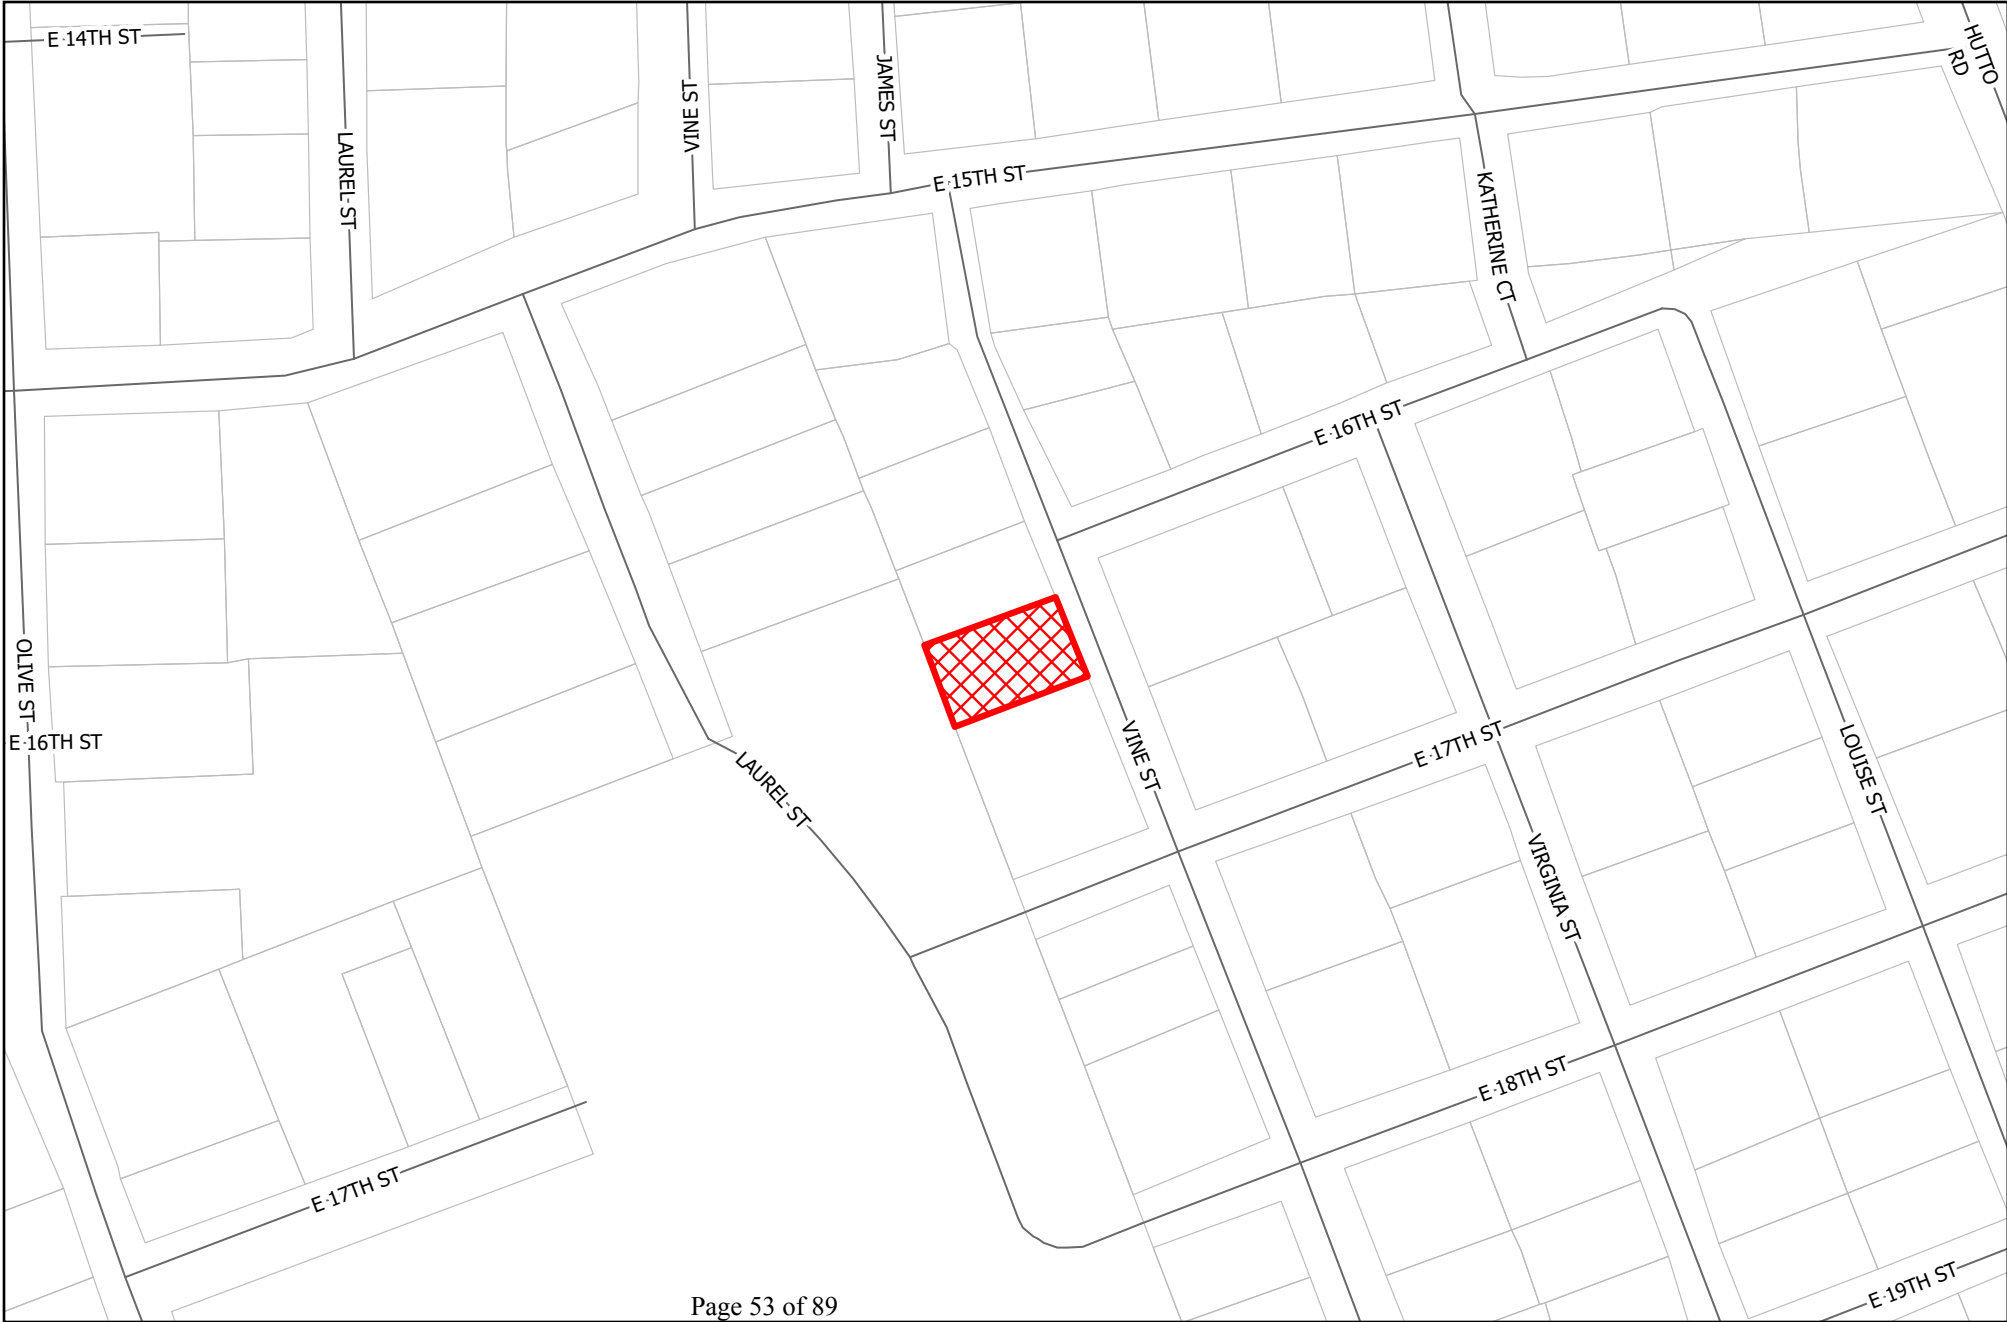 E 14TH ST
HUTTO
RD
LAUREL ST
VINE ST
JAMES ST
E 15TH ST
KATHERINE CT
E 16TH ST
OLIVE ST
E 16TH ST
LAUREL ST
VINE ST
E 17TH ST
LOUISE ST
VIRGINIA ST
E 18TH ST
E 17TH ST
E 19TH ST
Page 53 of 89